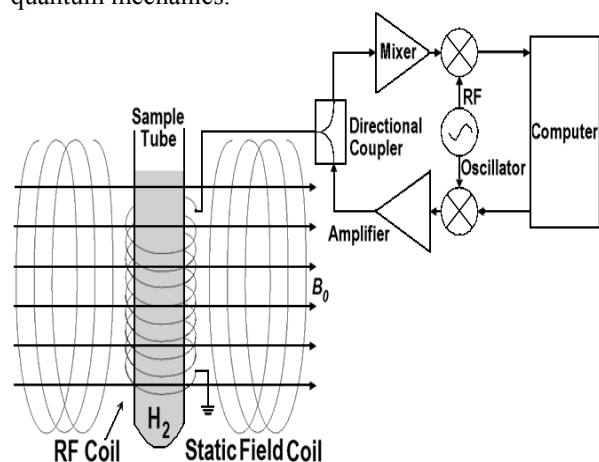 quantum mechanics.
Mixer
RF
Sample
Tube
Directional
Coupler
Computer
Oscillator
Amplifier
B0
H2
RF Coil
Static Field Coil